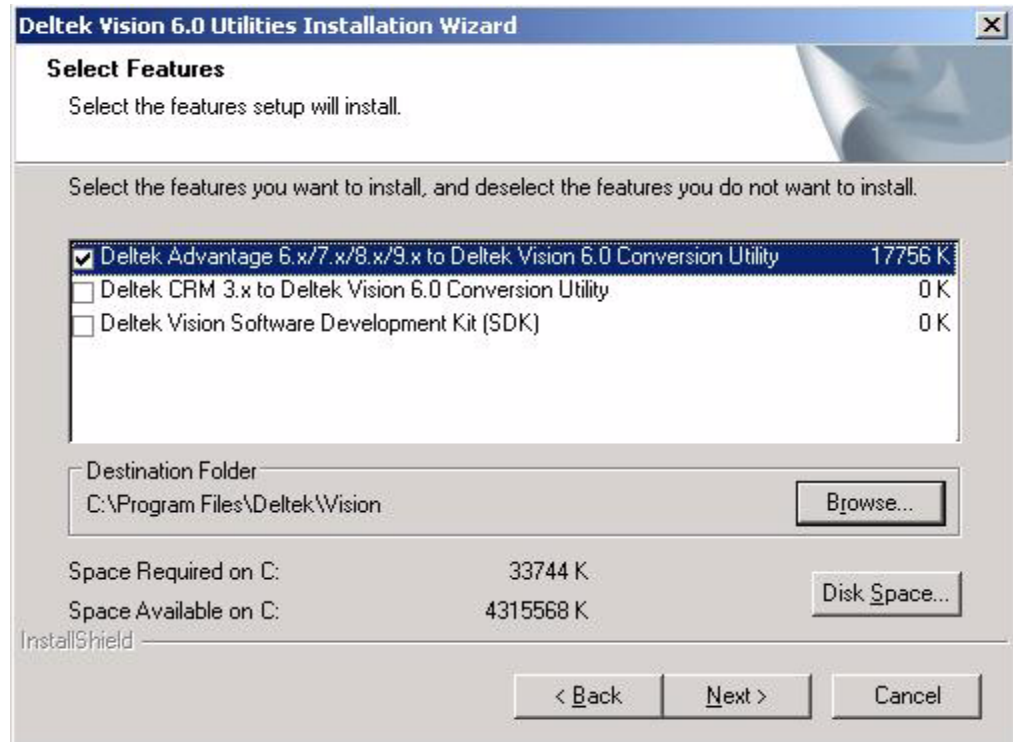 Deltek Vision 6.0 Utilities Installation Wizard
Select Features
Select the features setup will install.
Select the features you want to install, and deselect the features you do not want to install.
Deltek Advantage 6.x/7.x/8.x/9.x to Deltek Vision 6.0 Conversion Utility 17756 K
Deltek CRM 3.x to Deltek Vision 6.0 Conversion Utility 0 K
Deltek Vision Software Development Kit (SDK) 0 K
Destination Folder
C:\Program Files\Deltek\Vision Browse...
Space Required on C: 33744 K
Disk Space...
Space Available on C: 4315568 K
InstallShield
< Back Next > Cancel